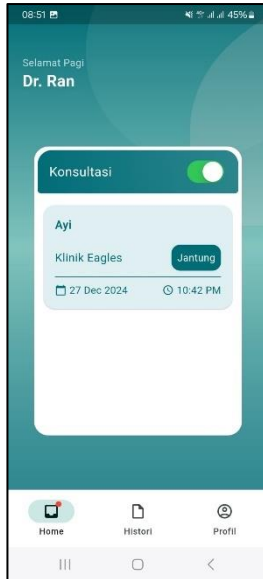 08:51 45%
Selamat Pagi
Dr. Ran
Konsultasi
Ayi
Klinik Eagles Jantung
27 Dec 2024 10:42 PM
Home Histori Profil